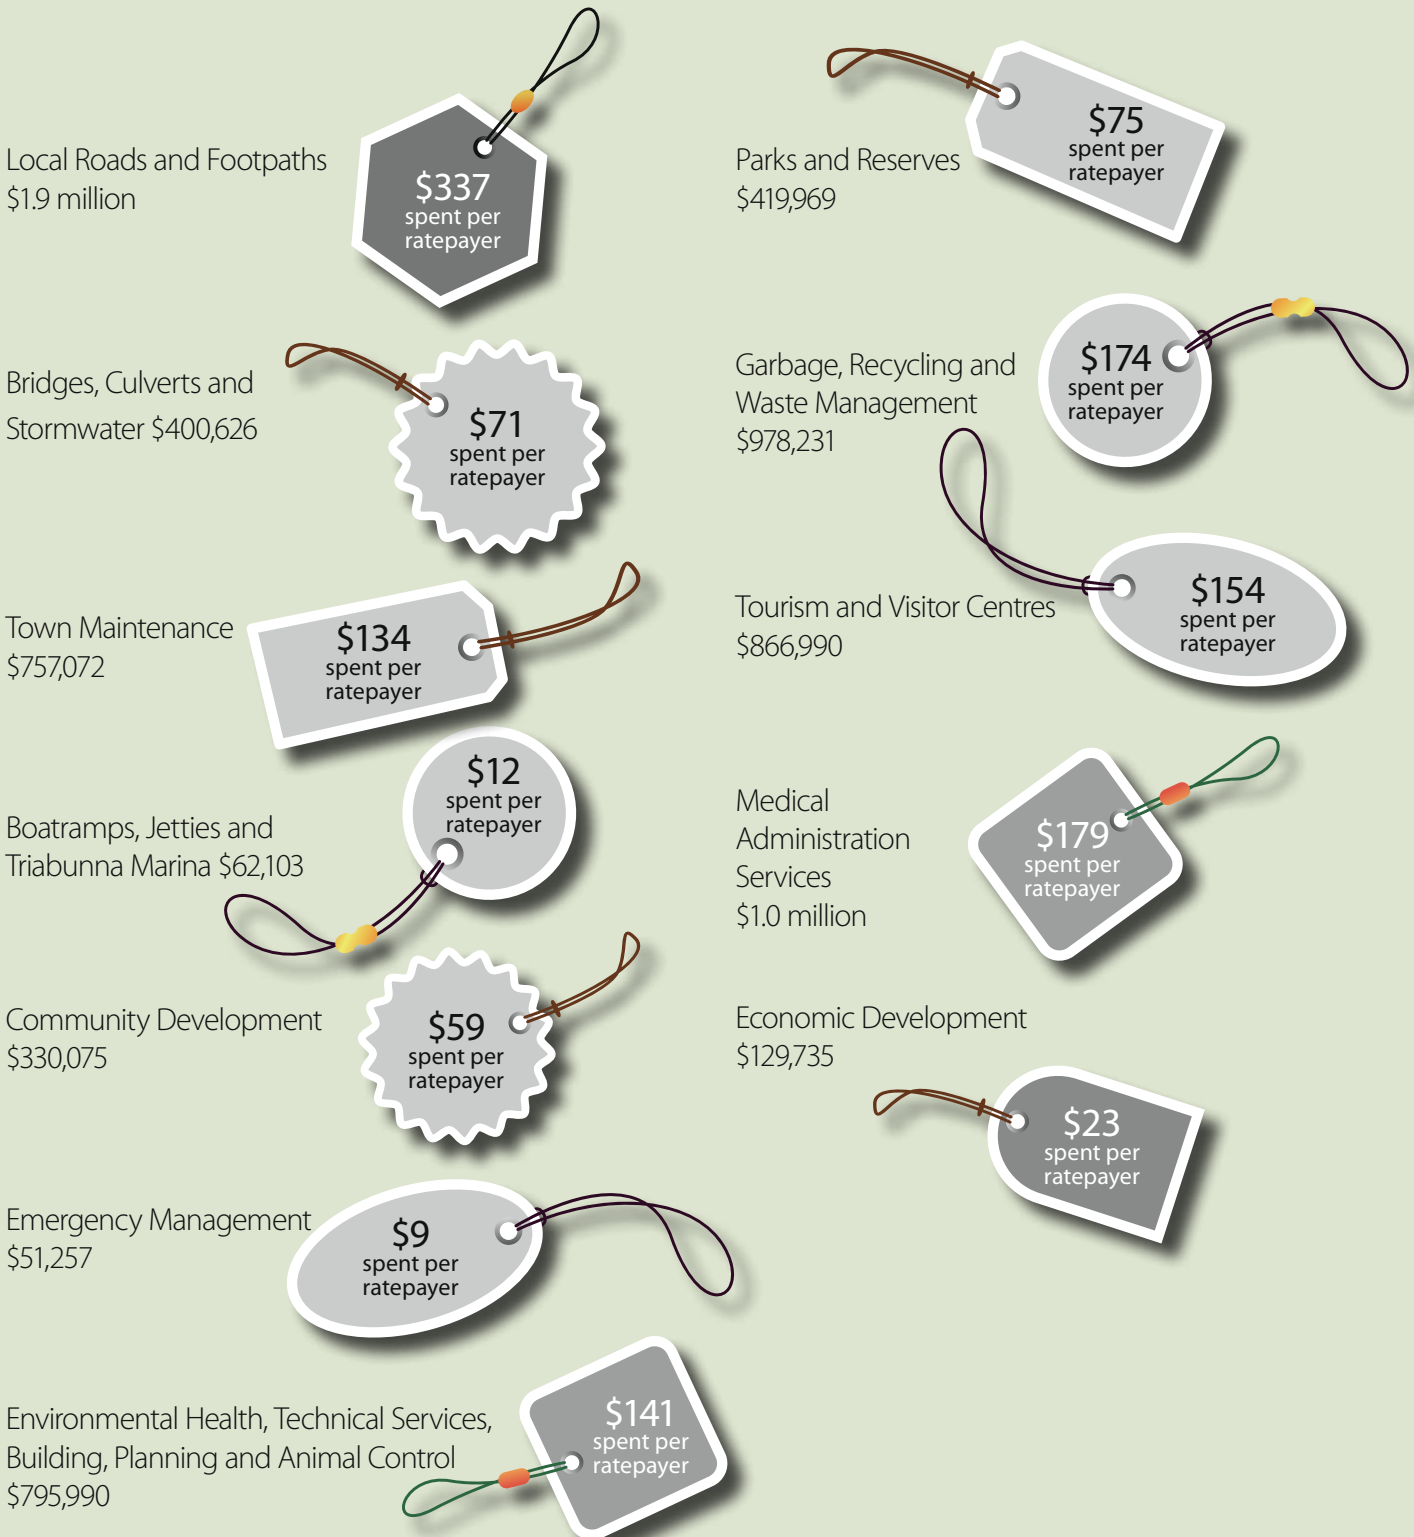 Local Roads and Footpaths
$1.9 million
$337
spent per
ratepayer
Bridges, Culverts and
Stormwater $400,626
$71
spent per
ratepayer
Town Maintenance
$757,072
$134
spent per
ratepayer
Boatramps, Jetties and
Triabunna Marina $62,103
$12
spent per
ratepayer
Community Development
$330,075
$59
spent per
ratepayer
Emergency Management
$51,257
$9
spent per
ratepayer
Environmental Health, Technical Services,
Building, Planning and Animal Control
$795,990
$141
spent per
ratepayer
Parks and Reserves
$419,969
$75
spent per
ratepayer
Garbage, Recycling and
Waste Management
$978,231
$174
spent per
ratepayer
Tourism and Visitor Centres
$866,990
$154
spent per
ratepayer
Medical
Administration
Services
$1.0 million
$179
spent per
ratepayer
Economic Development
$129,735
$23
spent per
ratepayer